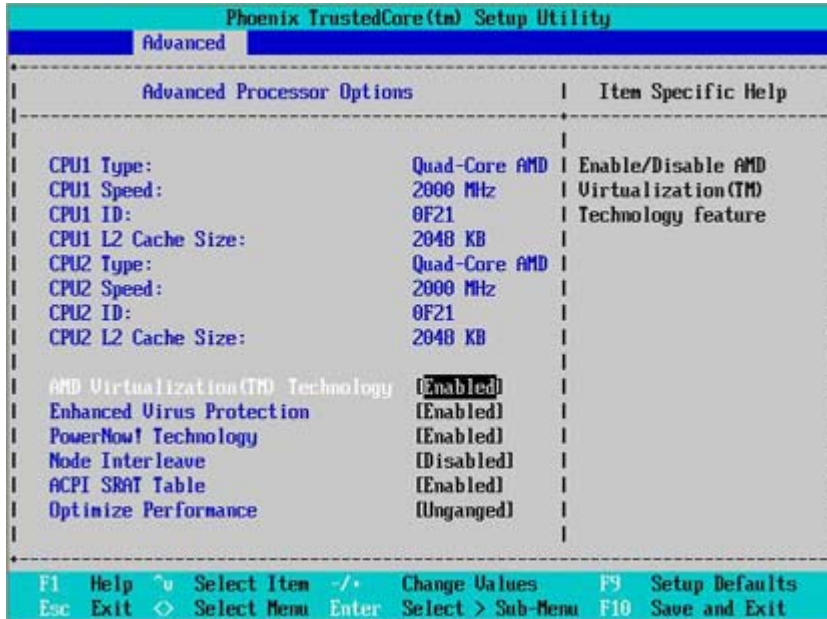 Phoenix TrustedCore(tm) Setup Utility
Advanced
Advanced Processor Options
Item Specific Help
CPU1 Type: Quad-Core AMD
CPU1 Speed: 2000 MHz
CPU1 ID: 0F21
CPU1 L2 Cache Size: 2048 KB
CPU2 Type: Quad-Core AMD
CPU2 Speed: 2000 MHz
CPU2 ID: 0F21
CPU2 L2 Cache Size: 2048 KB
AMD Virtualization(TM) Technology [Enabled]
Enhanced Virus Protection [Enabled]
PowerNow! Technology [Enabled]
Node Interleave [Disabled]
ACPI SRAT Table [Enabled]
Optimize Performance [Unganged]
Enable/Disable AMD
Virtualization(TM)
Technology feature
F1 Help ^v Select Item -/+ Change Values F9 Setup Defaults
Esc Exit <> Select Menu Enter Select > Sub-Menu F10 Save and Exit